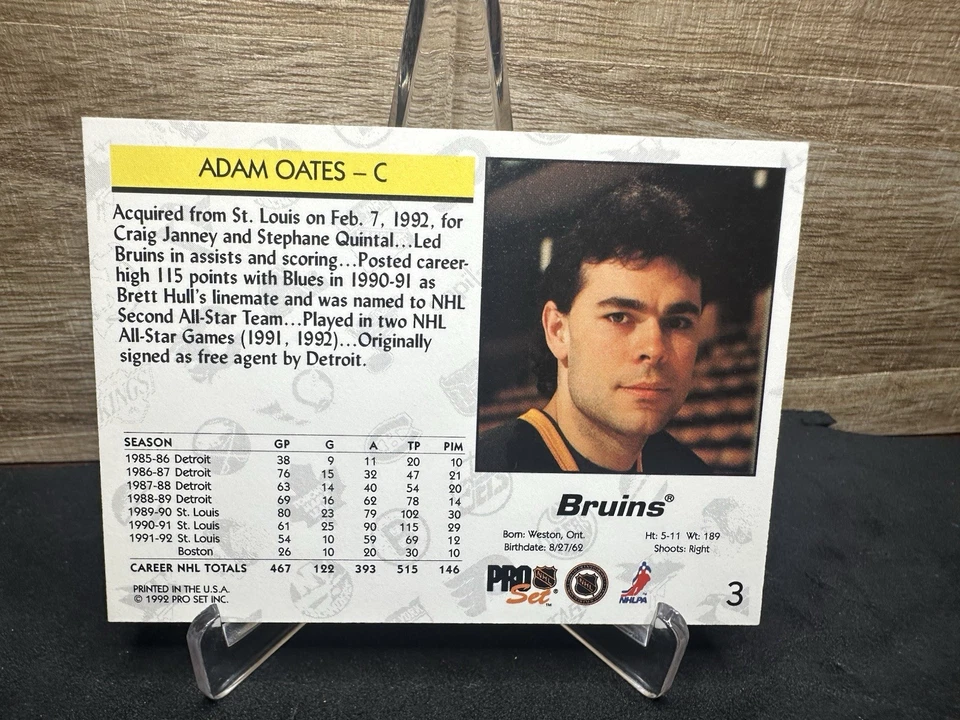 ADAM OATES – C
Acquired from St. Louis on Feb. 7, 1992, for
Craig Janney and Stephane Quintal...Led
Bruins in assists and scoring...Posted career-
high 115 points with Blues in 1990-91 as
Brett Hull's linemate and was named to NHL
Second All-Star Team...Played in two NHL
All-Star Games (1991, 1992)...Originally
signed as free agent by Detroit.
SEASON GP G A TP PIM
1985-86 Detroit 38 9 11 20 10
1986-87 Detroit 76 15 32 47 21
1987-88 Detroit 63 14 40 54 20
1988-89 Detroit 69 16 62 78 14
1989-90 St. Louis 80 23 79 102 30
1990-91 St. Louis 61 25 90 115 29
1991-92 St. Louis 54 10 59 69 12
Boston 26 10 20 30 10
CAREER NHL TOTALS 467 122 393 515 146
PRINTED IN THE U.S.A.
© 1992 PRO SET INC.
Bruins®
Born: Weston, Ont. Ht: 5-11 Wt: 189
Birthdate: 8/27/62 Shoots: Right
PRO Set™
NHLPA
3